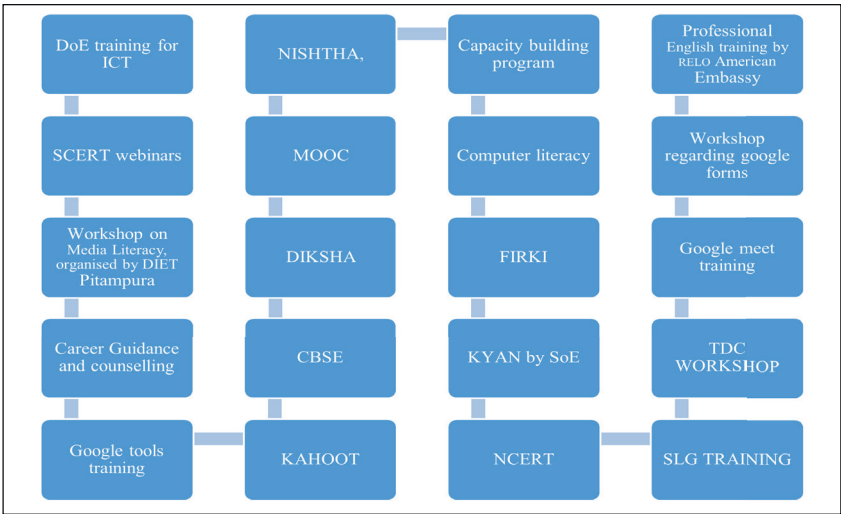 DoE training for
ICT
SCERT webinars
Workshop on
Media Literacy,
organised by DIET
Pitampura
Career Guidance
and counselling
Google tools
training
KAHOOT
CBSE
DIKSHA
MOOC
NISHTHA,
Capacity building
program
Computer literacy
FIRKI
KYAN by SoE
NCERT
SLG TRAINING
TDC
WORKSHOP
Google meet
training
Workshop
regarding google
forms
Professional
English training by
RELO American
Embassy